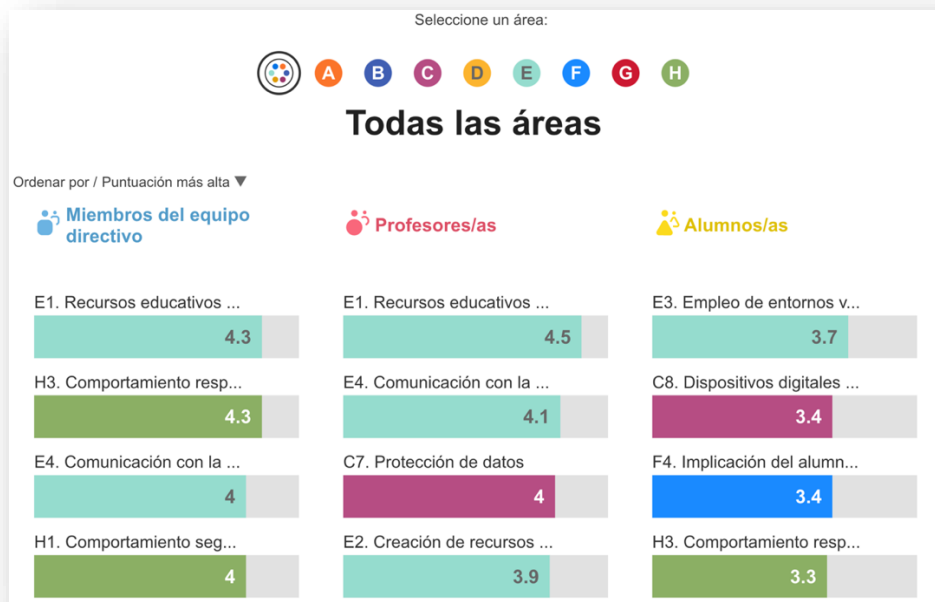 Seleccione un área:
A B C D E F G H
Todas las áreas
Ordenar por / Puntuación más alta ▼
Miembros del equipo
directivo
E1. Recursos educativos ...
4.3
H3. Comportamiento resp...
4.3
E4. Comunicación con la ...
4
H1. Comportamiento seg...
4
Profesores/as
E1. Recursos educativos ...
4.5
E4. Comunicación con la ...
4.1
C7. Protección de datos
4
E2. Creación de recursos ...
3.9
Alumnos/as
E3. Empleo de entornos v...
3.7
C8. Dispositivos digitales ...
3.4
F4. Implicación del alumn...
3.4
H3. Comportamiento resp...
3.3